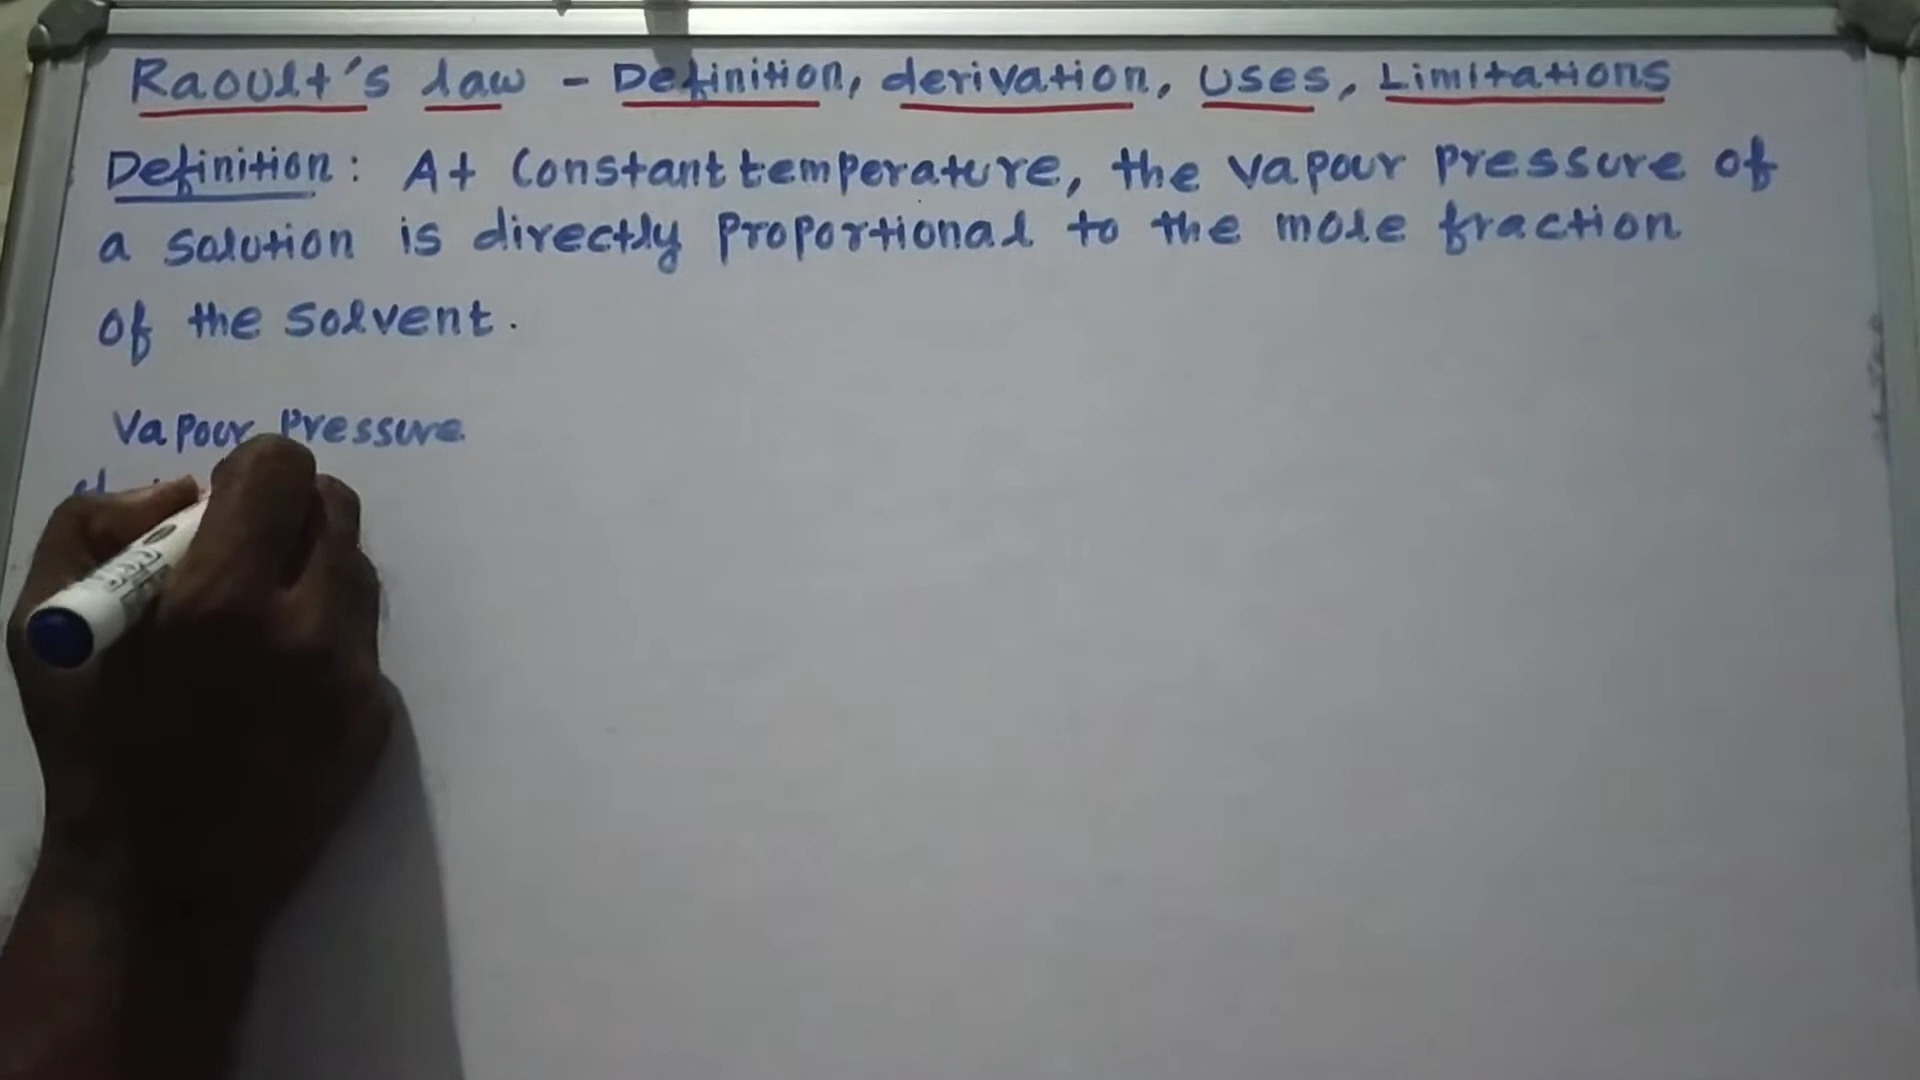 Raoult's law - Definition, derivation, uses, Limitations
Definition: At Constant temperature, the vapour pressure of
a solution is directly proportional to the mole fraction
of the solvent.
Vapour Pressure